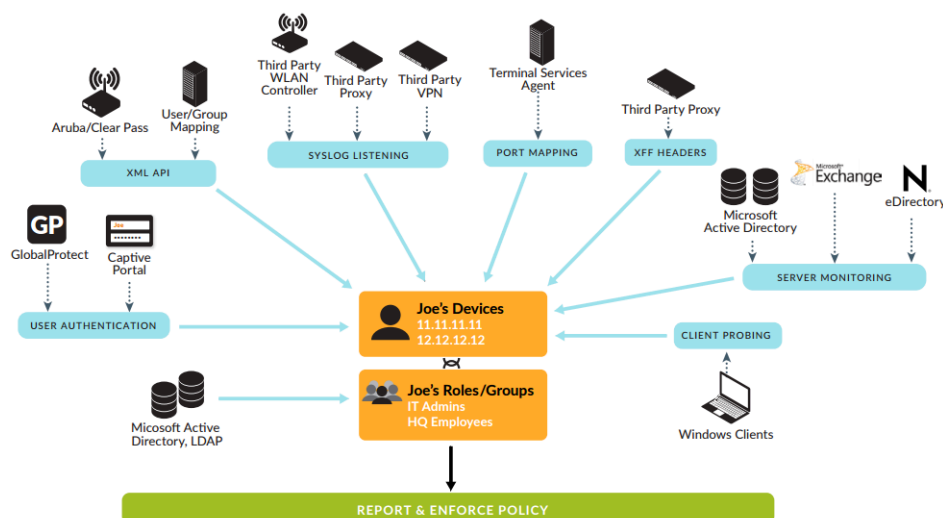 Third Party
WLAN
Controller
Third Party
Proxy
Third Party
VPN
Terminal Services
Agent
Third Party Proxy
Aruba/Clear Pass
User/Group
Mapping
XML API
SYSLOG LISTENING
PORT MAPPING
XFF HEADERS
Microsoft
Active Directory
Microsoft®
Exchange
N
eDirectory
SERVER MONITORING
GP
GlobalProtect
Joe
Captive
Portal
USER AUTHENTICATION
Joe's Devices
11.11.11.11
12.12.12.12
CLIENT PROBING
Windows Clients
Micosoft Active
Directory, LDAP
Joe's Roles/Groups
IT Admins
HQ Employees
REPORT & ENFORCE POLICY